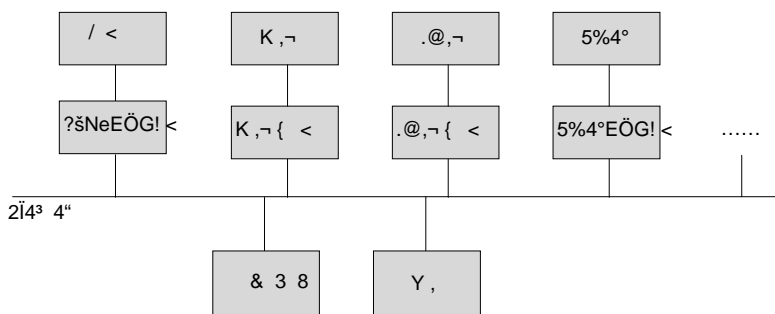 / <
K ,¬
.@,¬
5%4°
?šNeEÖG! <
K ,¬ { <
.@,¬ { <
5%4°EÖG! <
……
2Ï4³ 4“
& 3 8
Y ,